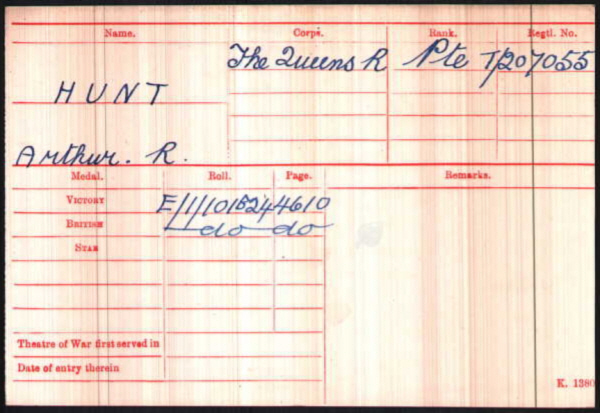 Name. Corps. Rank. Regtl. No.
The Queens R Pte T/207055
HUNT
Arthur. R.
Medal. Roll. Page. Remarks.
VICTORY E/1/101B24 4610
BRITISH do do
STAR
Theatre of War first served in
Date of entry therein
K. 1380